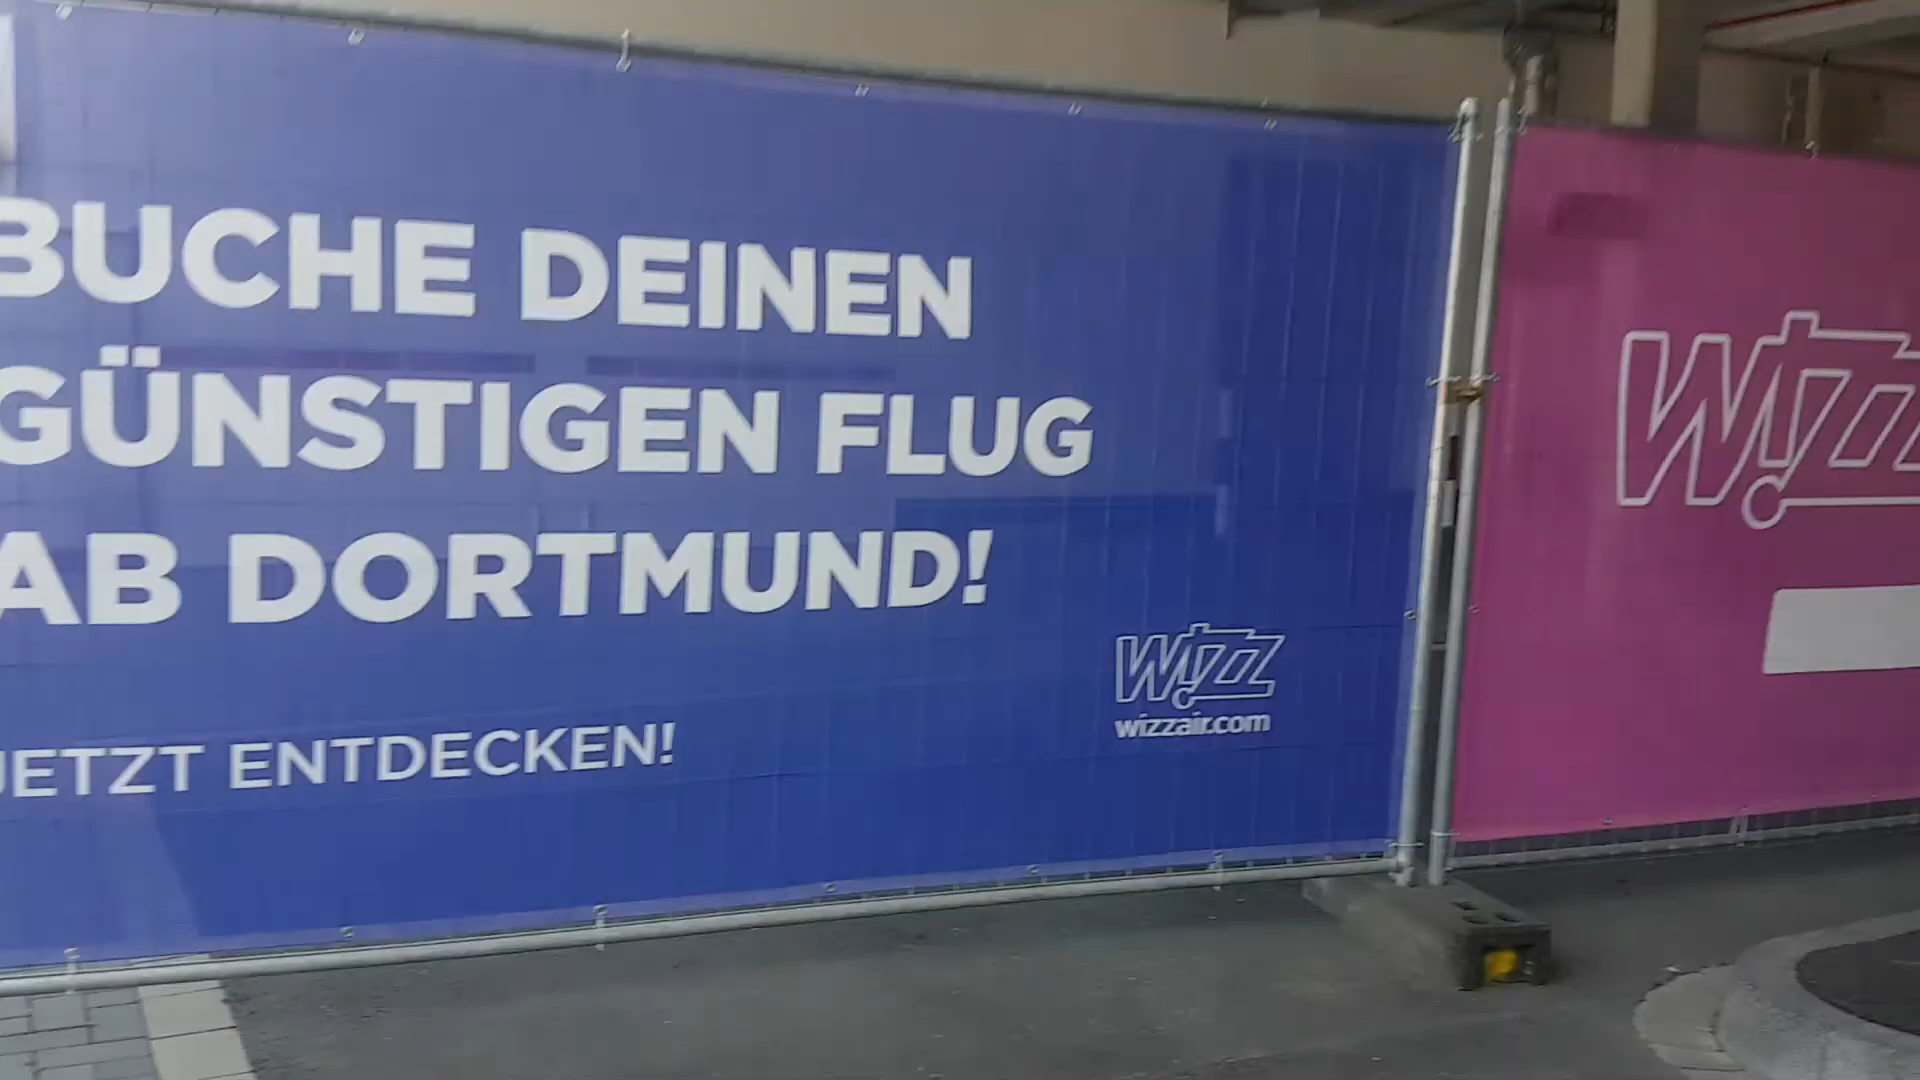 BUCHE DEINEN
GÜNSTIGEN FLUG
AB DORTMUND!
JETZT ENTDECKEN!
WIZZ
wizzair.com
WIZZ